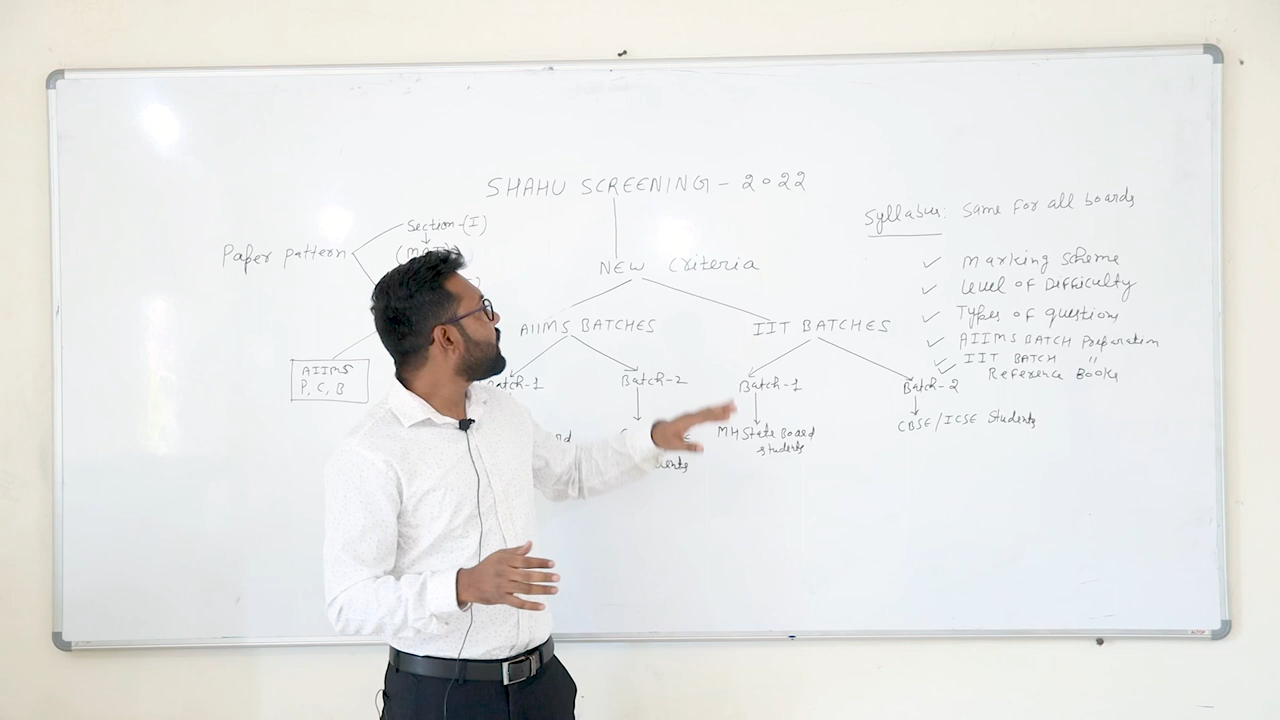 SHAHU SCREENING - 2022
NEW Criteria
Paper pattern
Section-(I)
AIIMS
P, C, B
AIIMS BATCHES
Batch-2
IIT BATCHES
Batch-1
MH State Board
students
Batch-2
CBSE/ICSE Students
Syllabus: Same for all boards
✓ Marking Scheme
✓ Level of Difficulty
✓ Types of questions
✓ AIIMS BATCH Preparation
✓ IIT BATCH "
✓ Reference Books